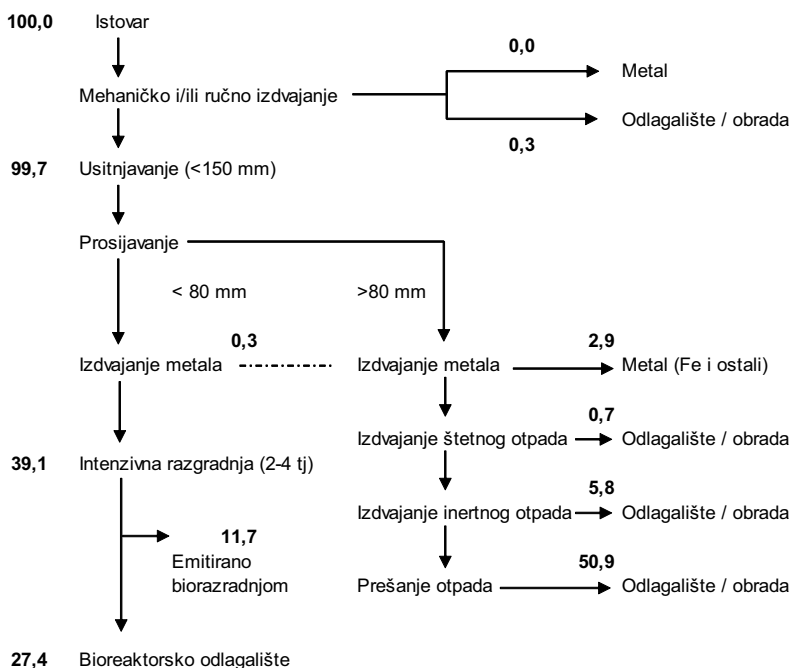 100,0 Istovar
0,0
Metal
Mehaničko i/ili ručno izdvajanje
Odlagalište / obrada
0,3
99,7 Usitnjavanje (<150 mm)
Prosijavanje
< 80 mm >80 mm
0,3 2,9
Izdvajanje metala Izdvajanje metala Metal (Fe i ostali)
0,7
Izdvajanje štetnog otpada Odlagalište / obrada
39,1 Intenzivna razgradnja (2-4 tj)
5,8
Izdvajanje inertnog otpada Odlagalište / obrada
11,7
Emitirano
biorazradnjom
50,9
Prešanje otpada Odlagalište / obrada
27,4 Bioreaktorsko odlagalište